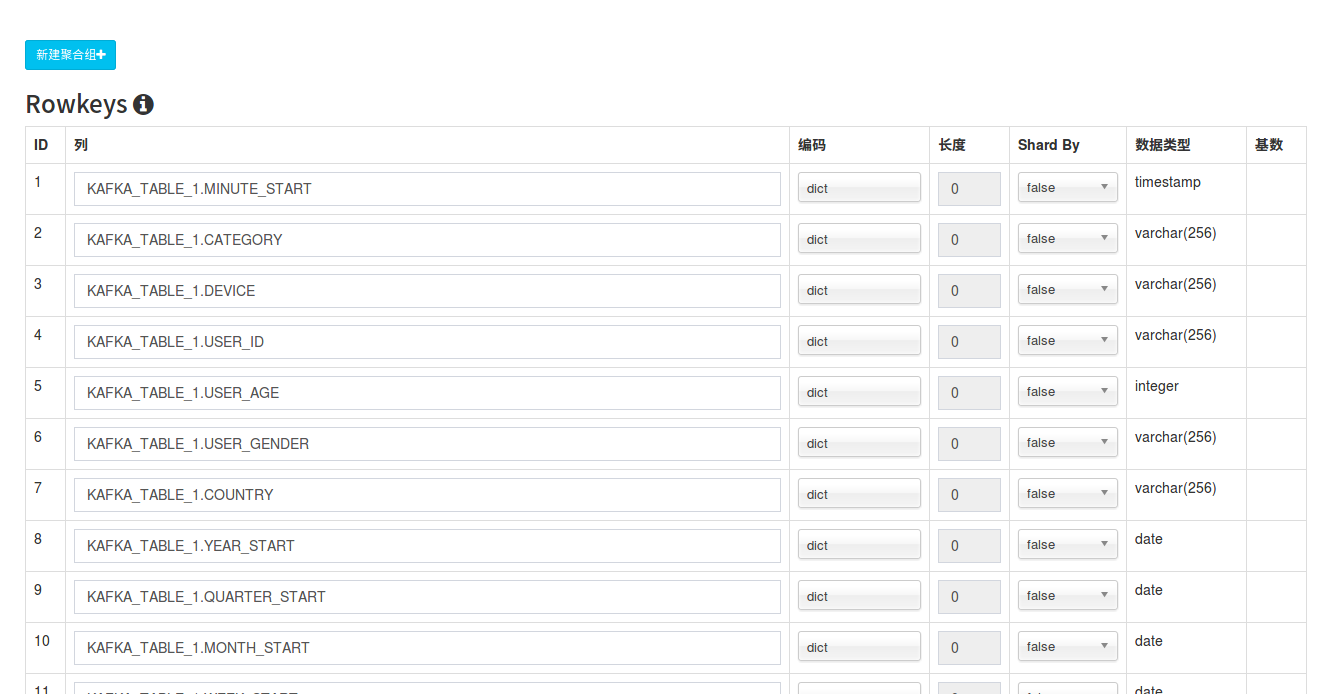 新建聚合组
Rowkeys
ID 列 编码 长度 Shard By 数据类型 基数
1 KAFKA_TABLE_1.MINUTE_START dict 0 false timestamp
2 KAFKA_TABLE_1.CATEGORY dict 0 false varchar(256)
3 KAFKA_TABLE_1.DEVICE dict 0 false varchar(256)
4 KAFKA_TABLE_1.USER_ID dict 0 false varchar(256)
5 KAFKA_TABLE_1.USER_AGE dict 0 false integer
6 KAFKA_TABLE_1.USER_GENDER dict 0 false varchar(256)
7 KAFKA_TABLE_1.COUNTRY dict 0 false varchar(256)
8 KAFKA_TABLE_1.YEAR_START dict 0 false date
9 KAFKA_TABLE_1.QUARTER_START dict 0 false date
10 KAFKA_TABLE_1.MONTH_START dict 0 false date
11 date